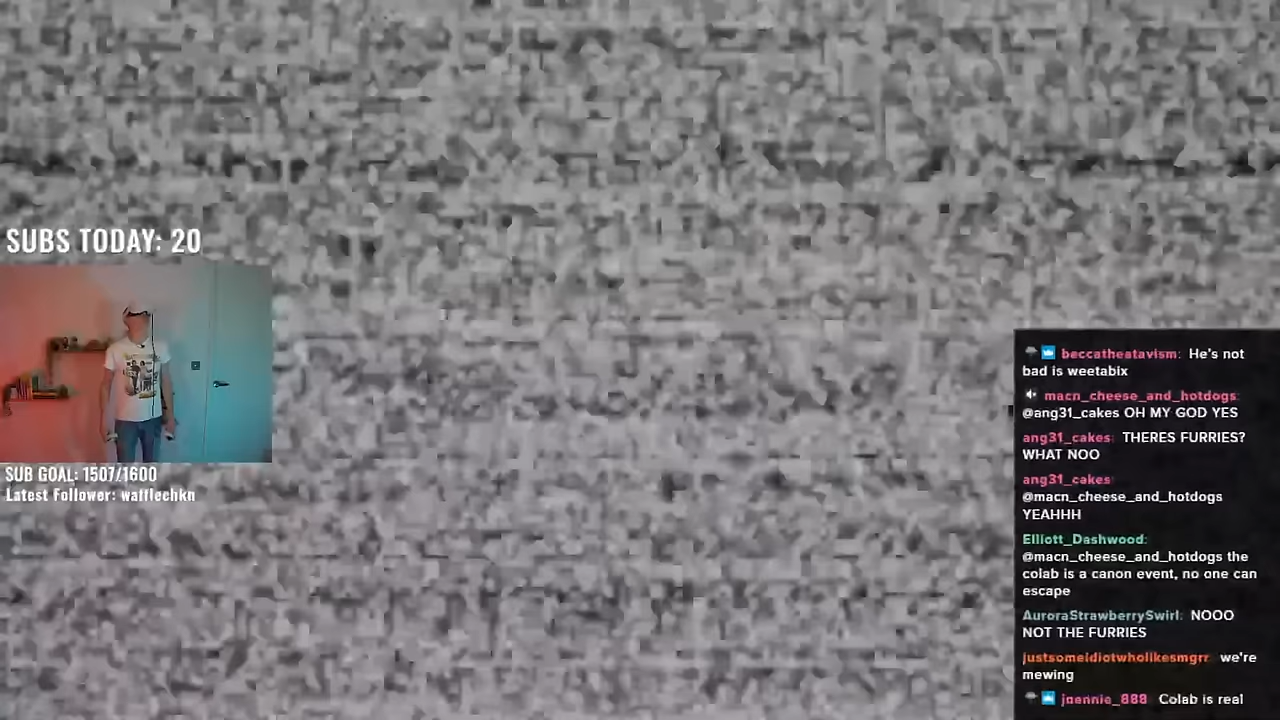 SUBS TODAY: 20
SUB GOAL: 1507/1600
Latest Follower: wafflechkn
beccatheatavism: He's not
bad is weetabix
macn_cheese_and_hotdogs:
@ang31_cakes OH MY GOD YES
ang31_cakes: THERES FURRIES?
WHAT NOO
ang31_cakes:
@macn_cheese_and_hotdogs
YEAHHH
Elliott_Dashwood:
@macn_cheese_and_hotdogs the
colab is a canon event, no one can
escape
AuroraStrawberrySwirl: NOOO
NOT THE FURRIES
justsomeidiotwholikesmgrr: we're
mewing
jaennie_888: Colab is real